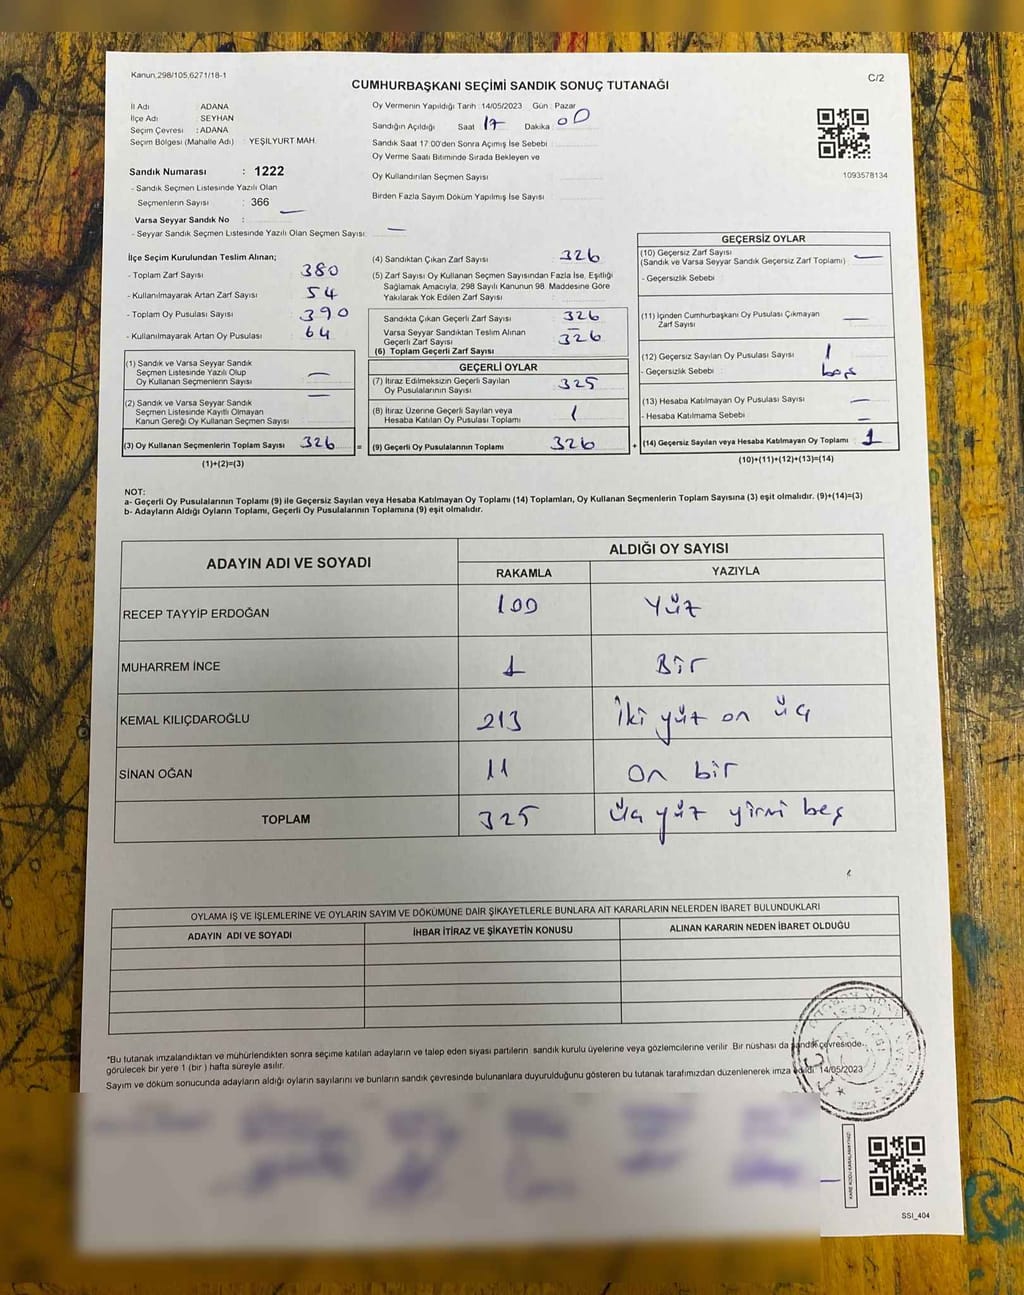 Kanun,298/105,6271/18-1
C/2
CUMHURBAŞKANI SEÇİMİ SANDIK SONUÇ TUTANAĞI
İl Adı : ADANA
İlçe Adı : SEYHAN
Seçim Çevresi : ADANA
Seçim Bölgesi (Mahalle Adı) : YEŞİLYURT MAH.
Sandık Numarası : 1222
- Sandık Seçmen Listesinde Yazılı Olan
Seçmenlerin Sayısı : 366
Varsa Seyyar Sandık No : —
- Seyyar Sandık Seçmen Listesinde Yazılı Olan Seçmen Sayısı: —
Oy Vermenin Yapıldığı Tarih :14/05/2023 Gün : Pazar
Sandığın Açıldığı Saat 17 Dakika : 00
Sandık Saat 17:00'den Sonra Açımış İse Sebebi
Oy Verme Saati Bitiminde Sırada Bekleyen ve
Oy Kullandırılan Seçmen Sayısı
Birden Fazla Sayım Döküm Yapılmış İse Sayısı :
1093578134
İlçe Seçim Kurulundan Teslim Alınan;
- Toplam Zarf Sayısı : 380
- Kullanılmayarak Artan Zarf Sayısı : 54
- Toplam Oy Pusulası Sayısı : 390
- Kullanılmayarak Artan Oy Pusulası : 64
(1) Sandık ve Varsa Seyyar Sandık
Seçmen Listesinde Yazılı Olup
Oy Kullanan Seçmenlerin Sayısı : —
(2) Sandık ve Varsa Seyyar Sandık
Seçmen Listesinde Kayıtlı Olmayan
Kanun Gereği Oy Kullanan Seçmen Sayısı : —
(3) Oy Kullanan Seçmenlerin Toplam Sayısı : 326 =
(1)+(2)=(3)
(4) Sandıktan Çıkan Zarf Sayısı : 326
(5) Zarf Sayısı Oy Kullanan Seçmen Sayısından Fazla İse, Eşitliği
Sağlamak Amacıyla, 298 Sayılı Kanunun 98. Maddesine Göre
Yakılarak Yok Edilen Zarf Sayısı :
Sandıkta Çıkan Geçerli Zarf Sayısı : 326
Varsa Seyyar Sandıktan Teslim Alınan
Geçerli Zarf Sayısı : —
(6) Toplam Geçerli Zarf Sayısı 326
GEÇERLİ OYLAR
(7) İtiraz Edilmeksizin Geçerli Sayılan
Oy Pusulalarının Sayısı : 325
(8) İtiraz Üzerine Geçerli Sayılan veya
Hesaba Katılan Oy Pusulası Toplamı : 1
(9) Geçerli Oy Pusulalarının Toplamı : 326 +
GEÇERSİZ OYLAR
(10) Geçersiz Zarf Sayısı
(Sandık ve Varsa Seyyar Sandık Geçersiz Zarf Toplamı) : —
- Geçersizlik Sebebi :
(11) İçinden Cumhurbaşkanı Oy Pusulası Çıkmayan
Zarf Sayısı : —
(12) Geçersiz Sayılan Oy Pusulası Sayısı : 1
- Geçersizlik Sebebi : boş
(13) Hesaba Katılmayan Oy Pusulası Sayısı : —
- Hesaba Katılmama Sebebi : —
(14) Geçersiz Sayılan veya Hesaba Katılmayan Oy Toplamı : 1
(10)+(11)+(12)+(13)=(14)
NOT:
a- Geçerli Oy Pusulalarının Toplamı (9) ile Geçersiz Sayılan veya Hesaba Katılmayan Oy Toplamı (14) Toplamları, Oy Kullanan Seçmenlerin Toplam Sayısına (3) eşit olmalıdır. (9)+(14)=(3)
b- Adayların Aldığı Oyların Toplamı, Geçerli Oy Pusulalarının Toplamına (9) eşit olmalıdır.
ADAYIN ADI VE SOYADI
ALDIĞI OY SAYISI
RAKAMLA YAZIYLA
RECEP TAYYİP ERDOĞAN 100 Yüz
MUHARREM İNCE 1 Bir
KEMAL KILIÇDAROĞLU 213 İki yüz on üç
SİNAN OĞAN 11 on bir
TOPLAM 325 üç yüz yirmi beş
OYLAMA İŞ VE İŞLEMLERİNE VE OYLARIN SAYIM VE DÖKÜMÜNE DAİR ŞİKAYETLERLE BUNLARA AİT KARARLARIN NELERDEN İBARET BULUNDUKLARI
ADAYIN ADI VE SOYADI İHBAR İTİRAZ VE ŞİKAYETİN KONUSU ALINAN KARARIN NEDEN İBARET OLDUĞU
*Bu tutanak imzalandıktan ve mühürlendikten sonra seçime katılan adayların ve talep eden siyasi partilerin sandık kurulu üyelerine veya gözlemcilerine verilir. Bir nüshası da sandık çevresinde
görülecek bir yere 1 (bir ) hafta süreyle asılır.
Sayım ve döküm sonucunda adayların aldığı oyların sayılarını ve bunların sandık çevresinde bulunanlara duyurulduğunu gösteren bu tutanak tarafımızdan düzenlenerek imza edildi. 14/05/2023
1222
KARE KODU KARALAMAYINIZ!
SSI_404